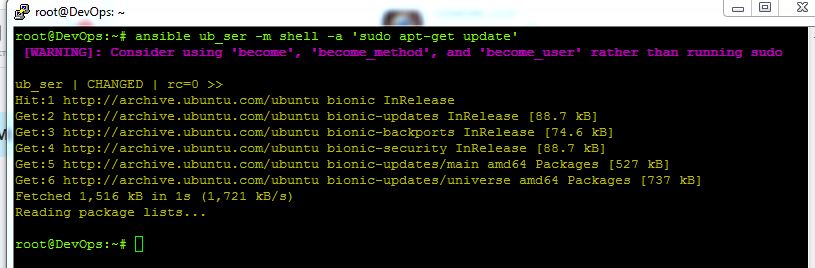 root@DevOps: ~
root@DevOps:~# ansible ub_ser -m shell -a 'sudo apt-get update'
[WARNING]: Consider using 'become', 'become_method', and 'become_user' rather than running sudo
ub_ser | CHANGED | rc=0 >>
Hit:1 http://archive.ubuntu.com/ubuntu bionic InRelease
Get:2 http://archive.ubuntu.com/ubuntu bionic-updates InRelease [88.7 kB]
Get:3 http://archive.ubuntu.com/ubuntu bionic-backports InRelease [74.6 kB]
Get:4 http://archive.ubuntu.com/ubuntu bionic-security InRelease [88.7 kB]
Get:5 http://archive.ubuntu.com/ubuntu bionic-updates/main amd64 Packages [527 kB]
Get:6 http://archive.ubuntu.com/ubuntu bionic-updates/universe amd64 Packages [737 kB]
Fetched 1,516 kB in 1s (1,721 kB/s)
Reading package lists...
root@DevOps:~#